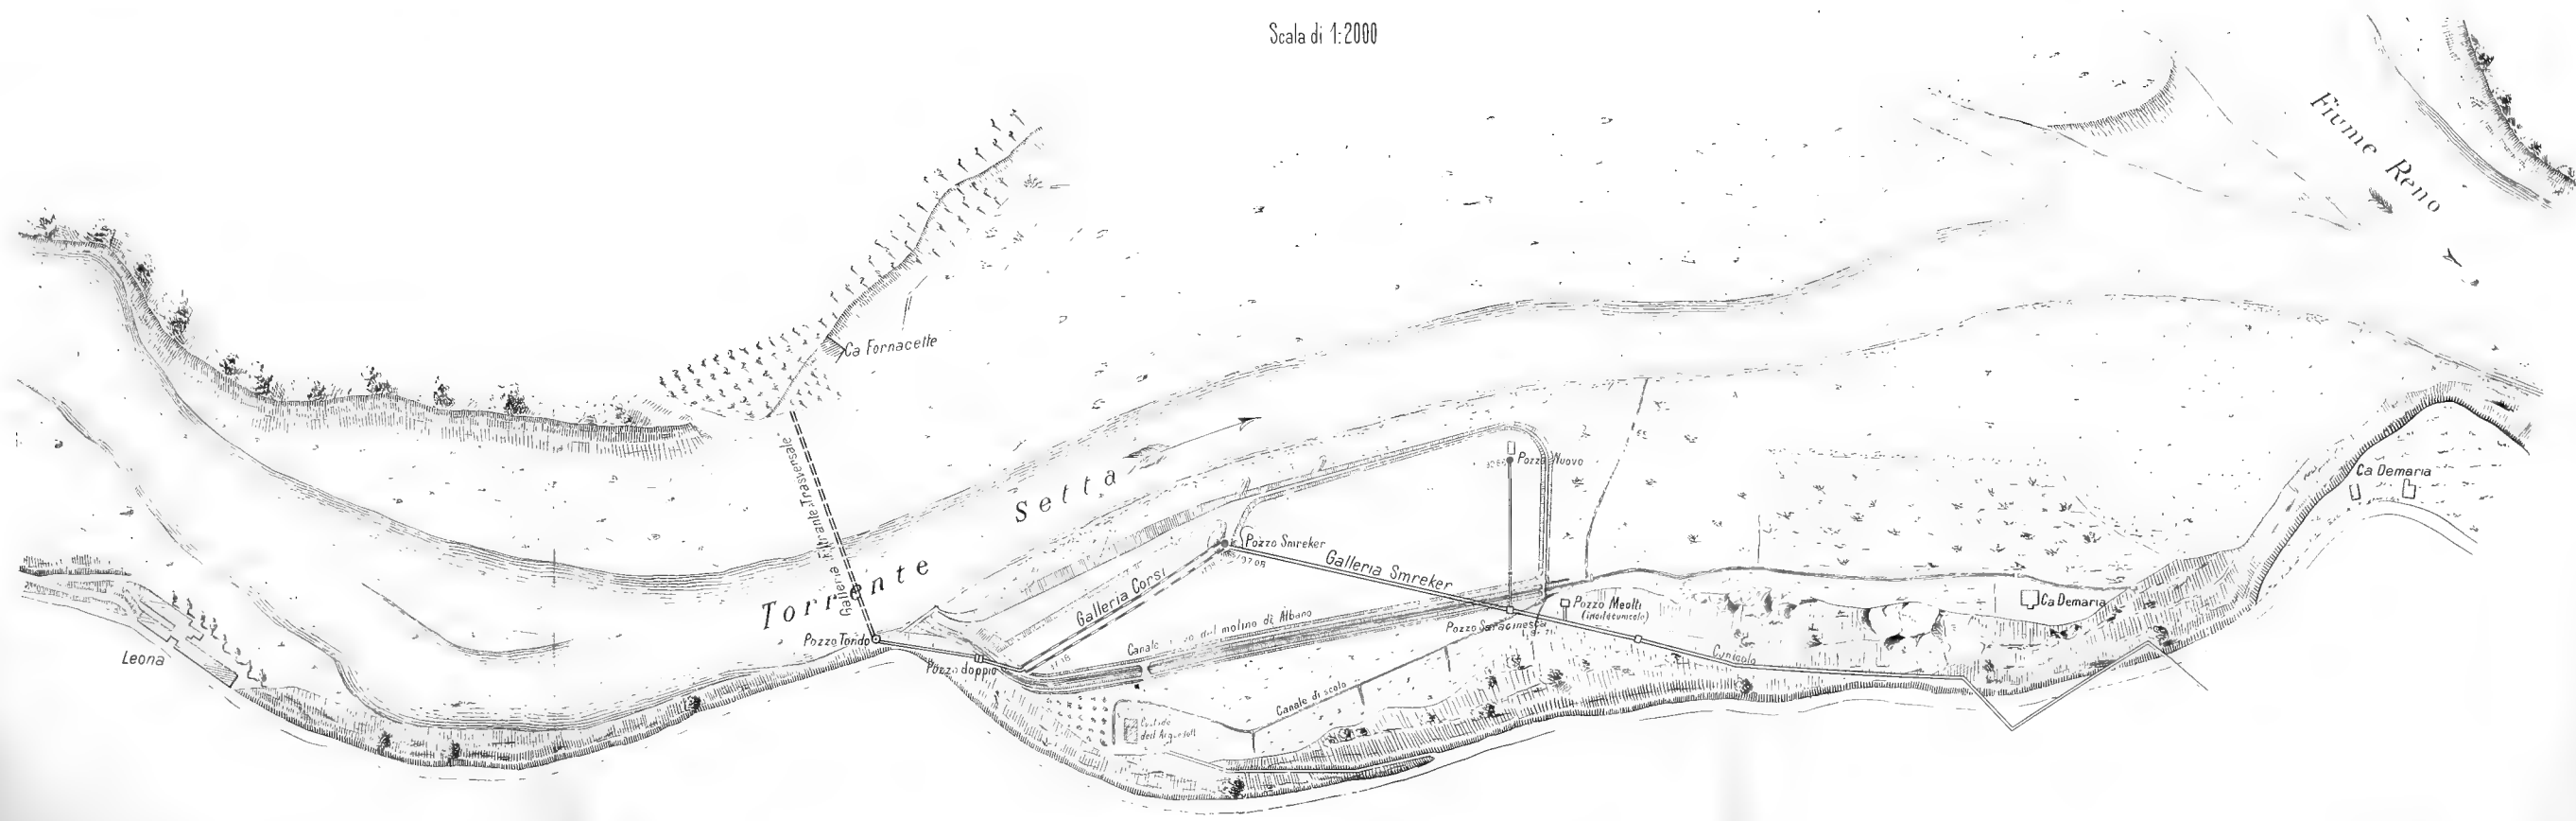 Scala di 1:2000
Fiume Reno
Ca Fornacette
Galleria filtrante Trasversale
Torrente Setta
Pozzo Nuovo
Pozzo Smreker
Galleria Smreker
Galleria Corsi
Ca Demaria
Ca Demaria
Canale
del molino di Albano
Pozzo Meotti
Pozzo Saracinesca
Pozzo Tondo
Pozzo doppio
Cunicolo
Leona
Canale di scolo